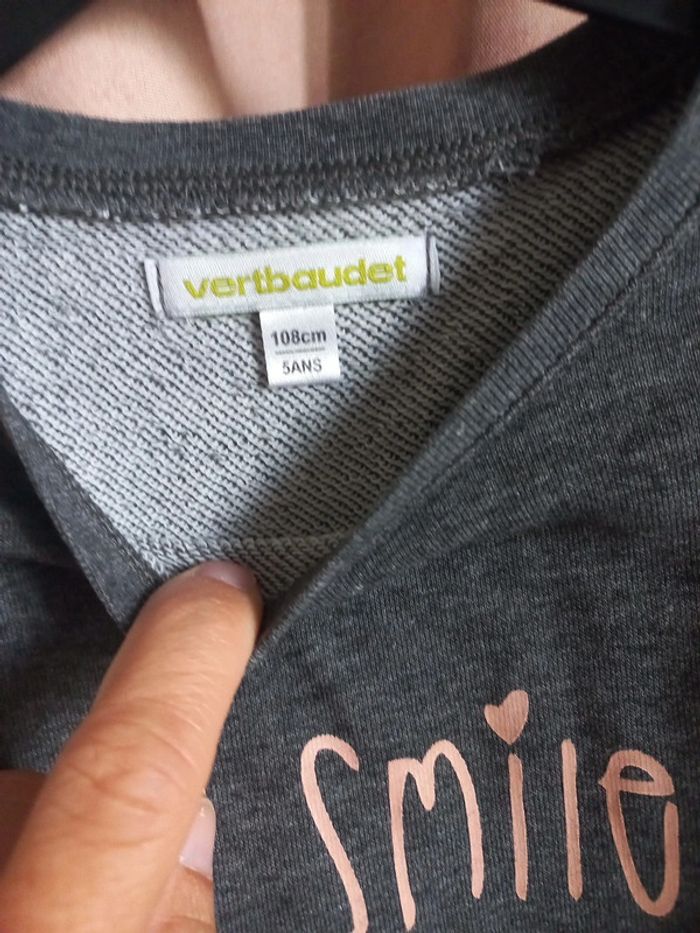 vertbaudet
108cm
5ANS
smile